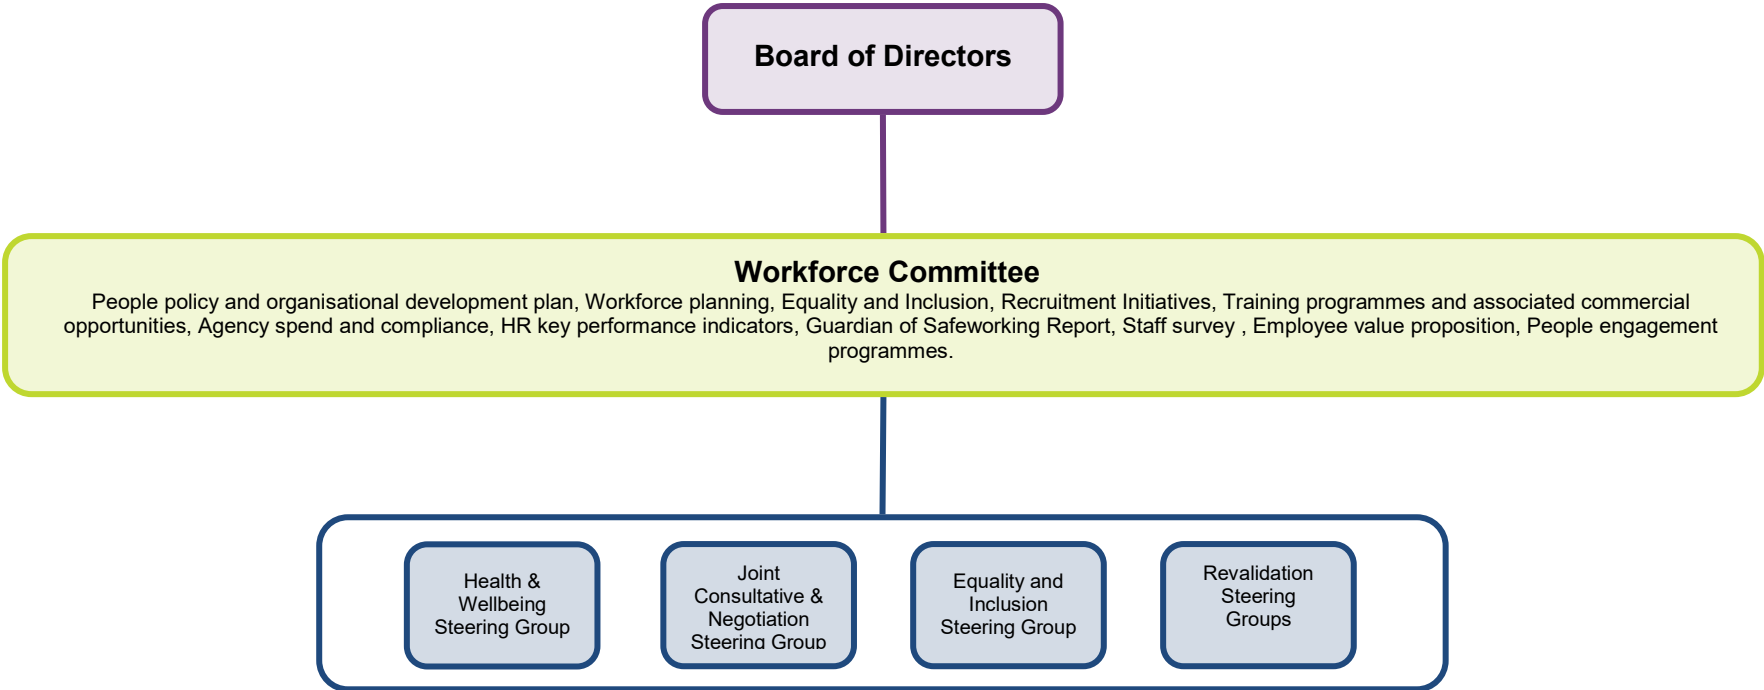 Board of Directors
Workforce Committee
People policy and organisational development plan, Workforce planning, Equality and Inclusion, Recruitment Initiatives, Training programmes and associated commercial
opportunities, Agency spend and compliance, HR key performance indicators, Guardian of Safeworking Report, Staff survey , Employee value proposition, People engagement
programmes.
Health &
Wellbeing
Steering Group
Joint
Consultative &
Negotiation
Steering Group
Equality and
Inclusion
Steering Group
Revalidation
Steering
Groups